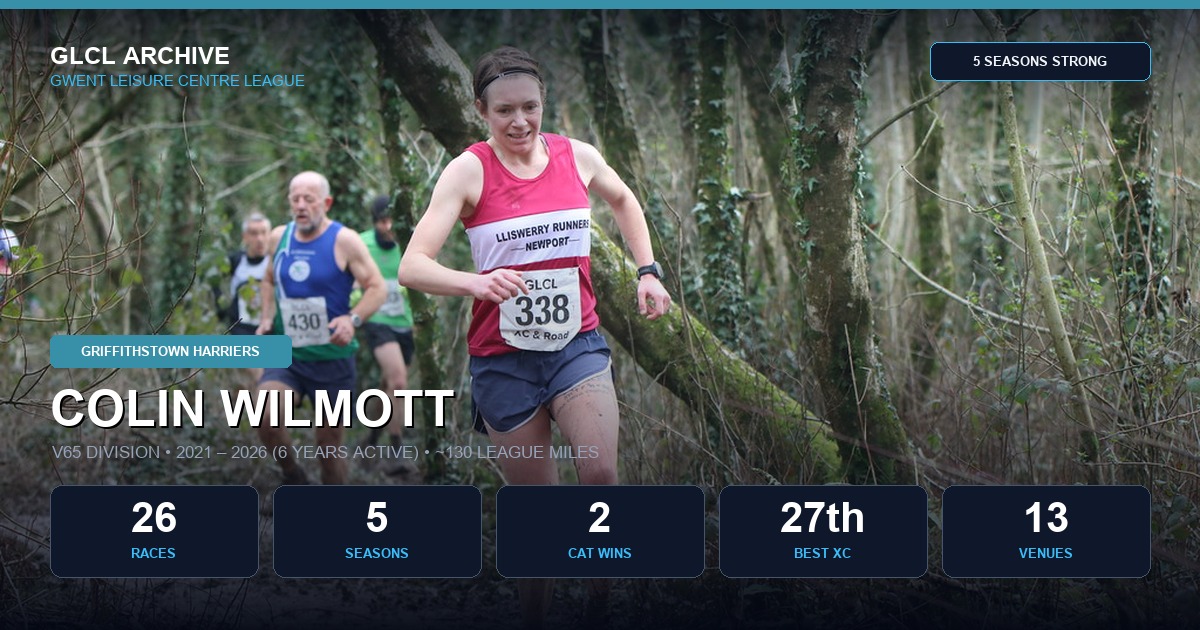 GLCL ARCHIVE
GWENT LEISURE CENTRE LEAGUE
5 SEASONS STRONG
LLISWERRY RUNNERS
NEWPORT
GLCL
338
XC & Road
430
GRIFFITHSTOWN HARRIERS
COLIN WILMOTT
V65 DIVISION • 2021 – 2026 (6 YEARS ACTIVE) • ~130 LEAGUE MILES
26
RACES
5
SEASONS
2
CAT WINS
27th
BEST XC
13
VENUES